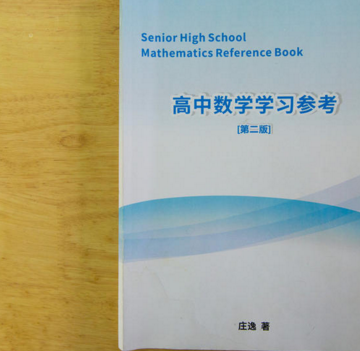 Senior High School
Mathematics Reference Book
高中数学学习参考
[第二版]
庄逸 著